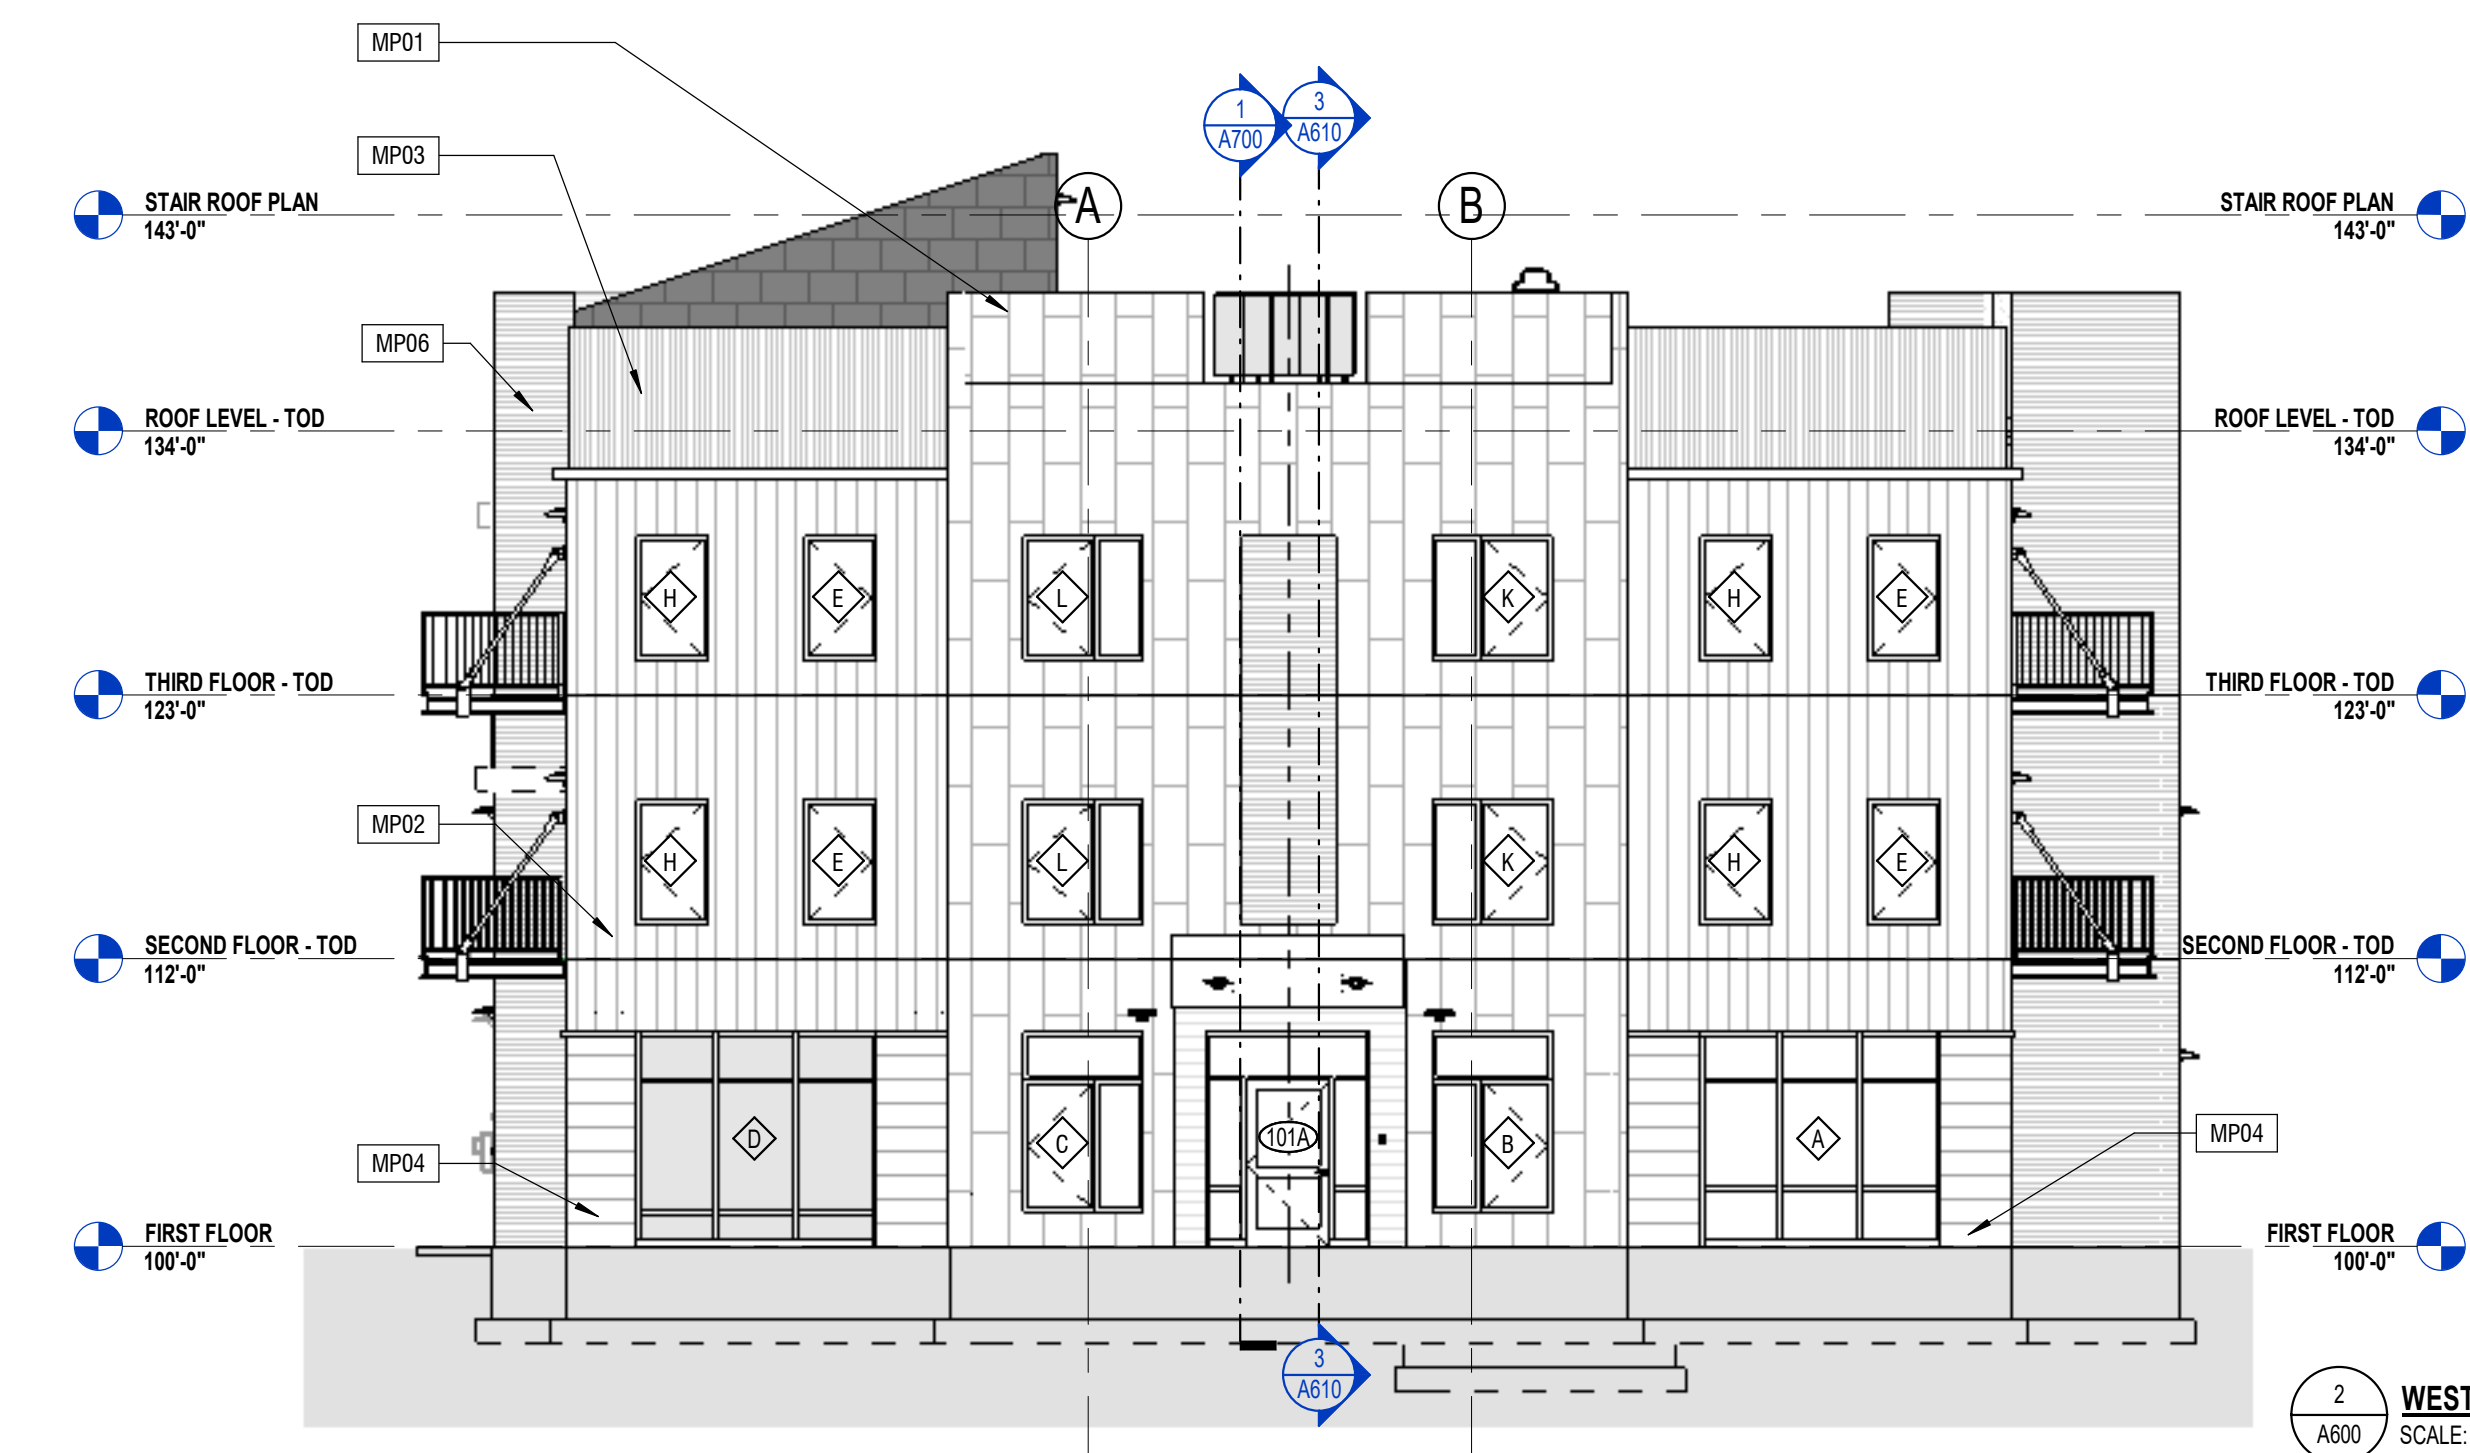 MP01
1
A700
3
A610
MP03
A
B
STAIR ROOF PLAN
143'-0"
STAIR ROOF PLAN
143'-0"
MP06
ROOF LEVEL - TOD
134'-0"
ROOF LEVEL - TOD
134'-0"
H
E
L
K
H
E
THIRD FLOOR - TOD
123'-0"
THIRD FLOOR - TOD
123'-0"
MP02
H
E
L
K
H
E
SECOND FLOOR - TOD
112'-0"
SECOND FLOOR - TOD
112'-0"
D
C
101A
B
A
MP04
MP04
FIRST FLOOR
100'-0"
FIRST FLOOR
100'-0"
3
A610
2
A600
WEST
SCALE: